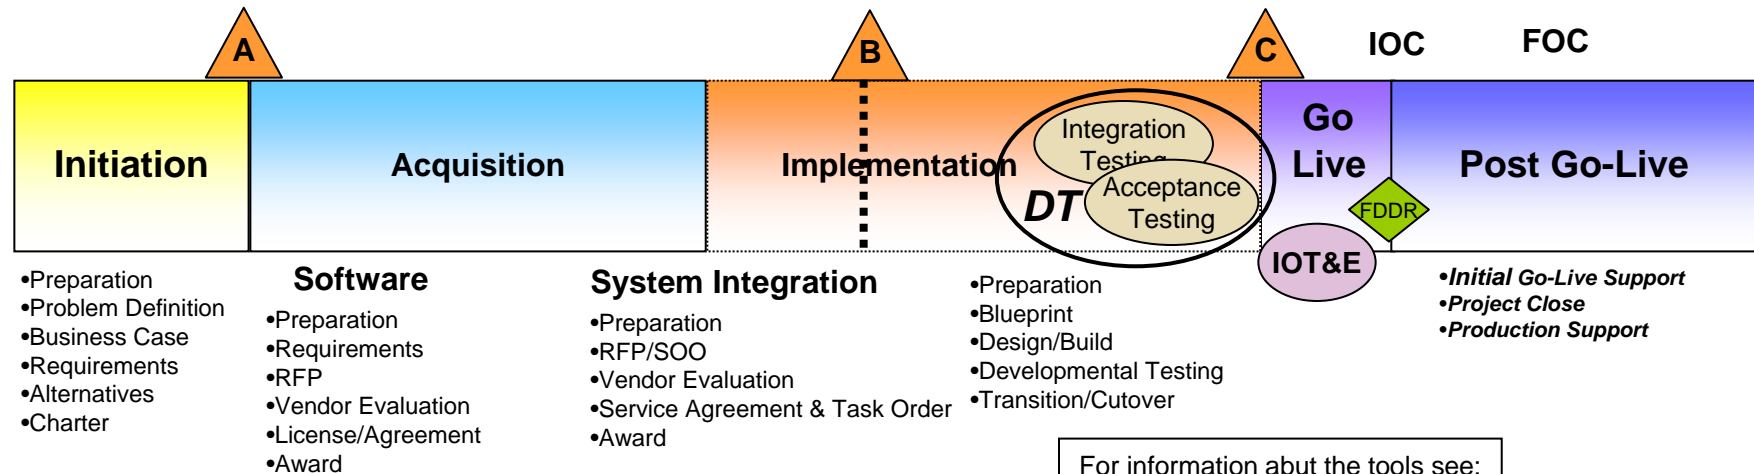 A
B
C
IOC
FOC
Initiation
Acquisition
Implementation
Integration
Testing
DT
Acceptance
Testing
Go
Live
Post Go-Live
FDDR
IOT&E
•Preparation
•Problem Definition
•Business Case
•Requirements
•Alternatives
•Charter
Software
•Preparation
•Requirements
•RFP
•Vendor Evaluation
•License/Agreement
•Award
System Integration
•Preparation
•RFP/SOO
•Vendor Evaluation
•Service Agreement & Task Order
•Award
•Preparation
•Blueprint
•Design/Build
•Developmental Testing
•Transition/Cutover
•Initial Go-Live Support
•Project Close
•Production Support
For information abut the tools see: